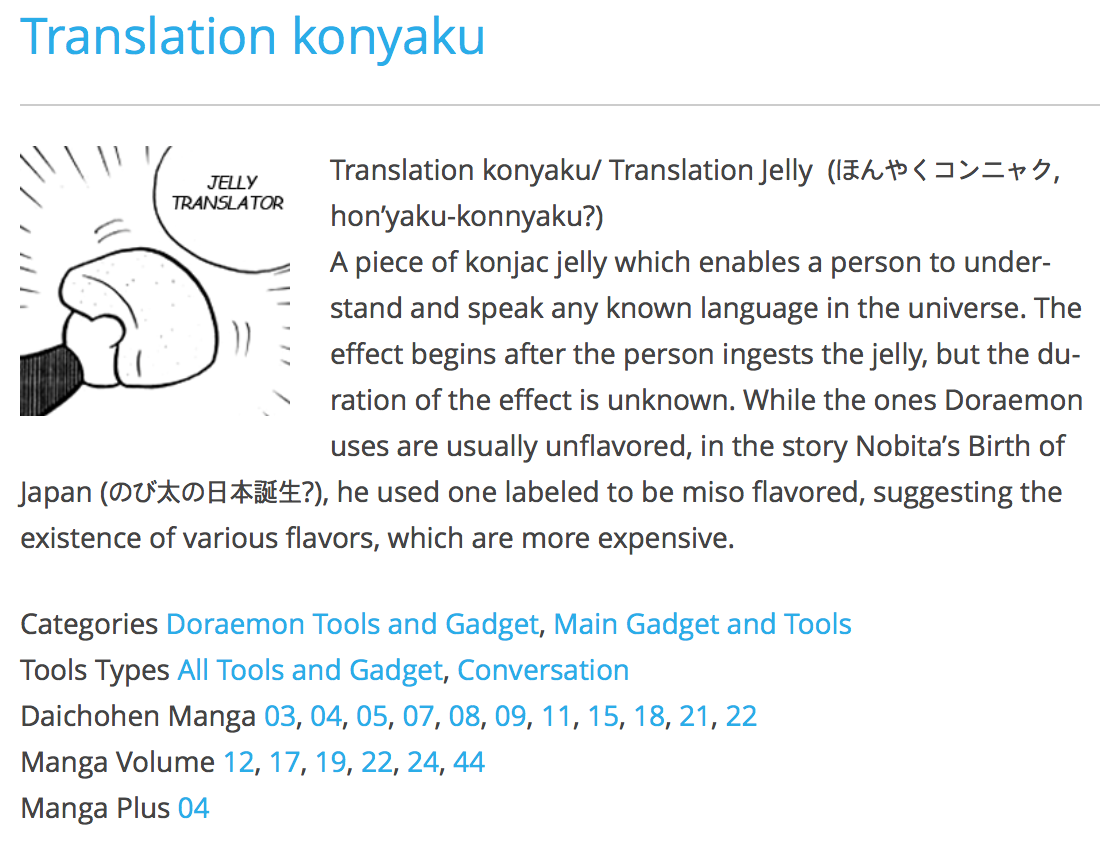 Translation konyaku
JELLY
TRANSLATOR
Translation konyaku/ Translation Jelly  (ほんやくコンニャク,
hon’yaku-konnyaku?)
A piece of konjac jelly which enables a person to under-
stand and speak any known language in the universe. The
effect begins after the person ingests the jelly, but the du-
ration of the effect is unknown. While the ones Doraemon
uses are usually unflavored, in the story Nobita’s Birth of
Japan (のび太の日本誕生?), he used one labeled to be miso flavored, suggesting the
existence of various flavors, which are more expensive.
Categories Doraemon Tools and Gadget, Main Gadget and Tools
Tools Types All Tools and Gadget, Conversation
Daichohen Manga 03, 04, 05, 07, 08, 09, 11, 15, 18, 21, 22
Manga Volume 12, 17, 19, 22, 24, 44
Manga Plus 04